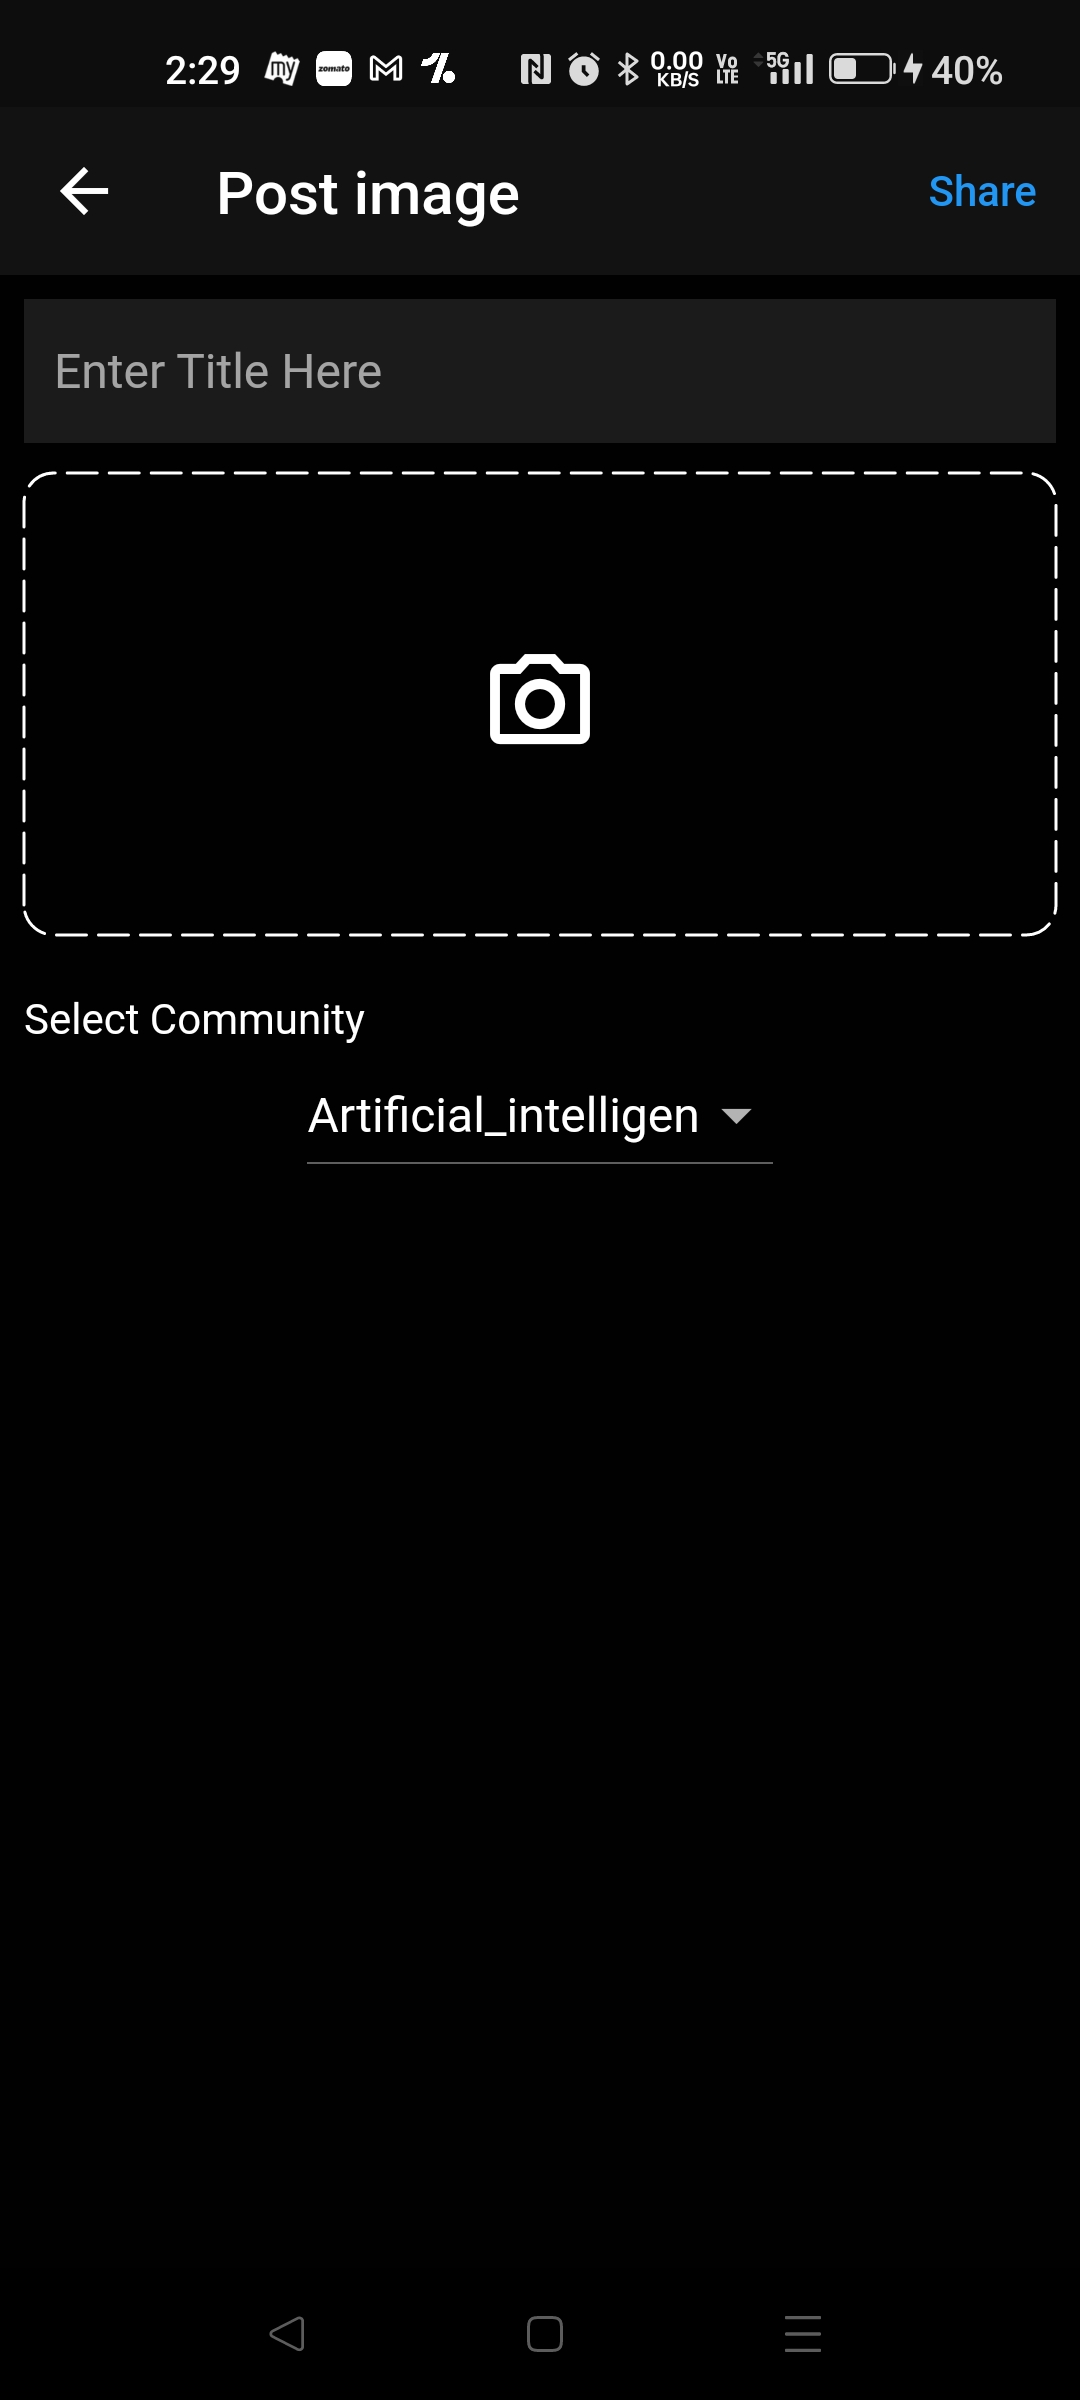 2:29 my zomato 0.00 KB/S Vo LTE 5G 40%
Post image
Share
Enter Title Here
Select Community
Artificial_intelligen